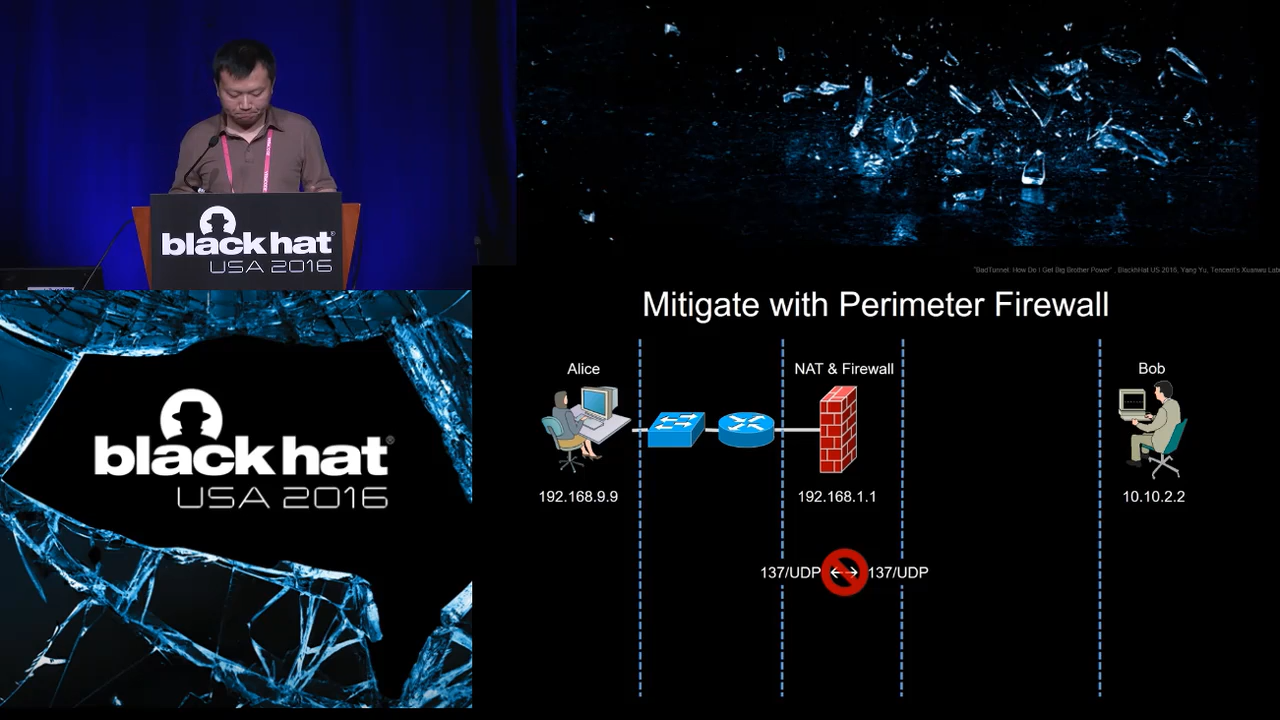 black hat
USA 2016
black hat
USA 2016
"BadTunnel: How Do I Get Big Brother Power", BlackHat US 2016, Yang Yu, Tencent's Xuanwu Lab
Mitigate with Perimeter Firewall
Alice
NAT & Firewall
Bob
192.168.9.9
192.168.1.1
10.10.2.2
137/UDP
137/UDP